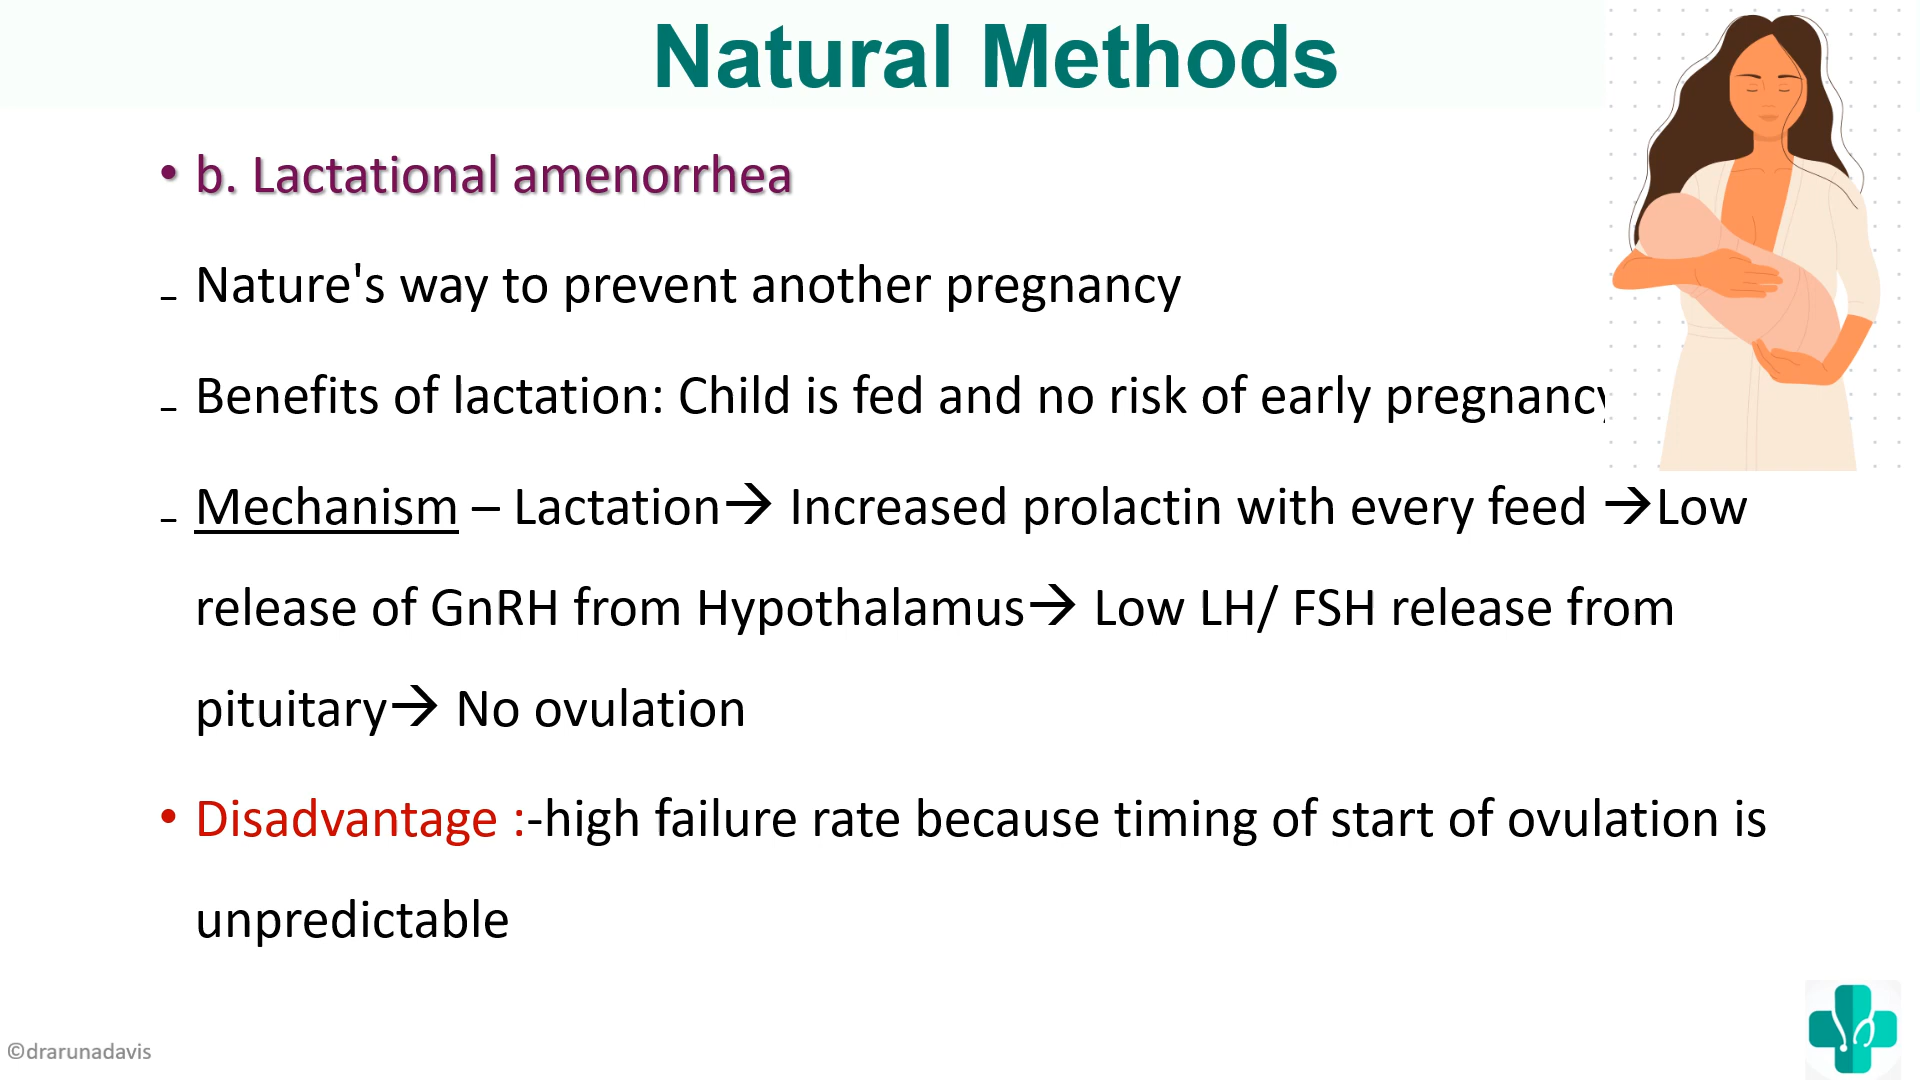 Natural Methods
• b. Lactational amenorrhea
– Nature's way to prevent another pregnancy
– Benefits of lactation: Child is fed and no risk of early pregnancy
– Mechanism – Lactation→ Increased prolactin with every feed →Low
release of GnRH from Hypothalamus→ Low LH/ FSH release from
pituitary→ No ovulation
• Disadvantage :-high failure rate because timing of start of ovulation is
unpredictable
©drarunadavis